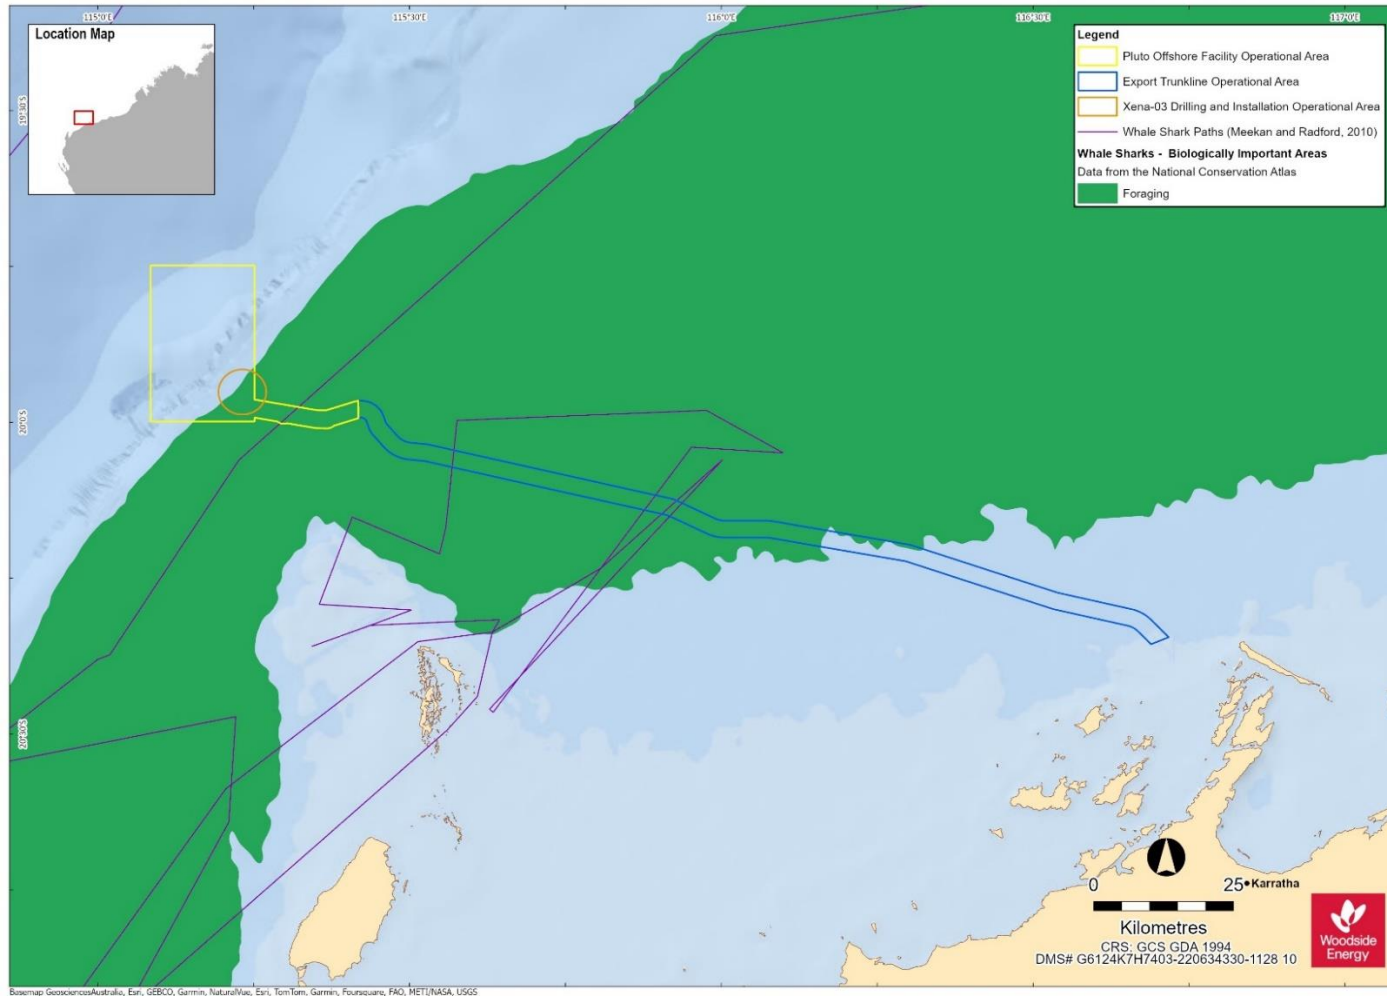 115°0'E
115°30'E
116°0'E
116°30'E
117°0'E
Location Map
19°30'S
20°0'S
20°30'S
Legend
Pluto Offshore Facility Operational Area
Export Trunkline Operational Area
Xena-03 Drilling and Installation Operational Area
Whale Shark Paths (Meekan and Radford, 2010)
Whale Sharks - Biologically Important Areas
Data from the National Conservation Atlas
Foraging
0 25
Karratha
Kilometres
CRS: GCS GDA 1994
DMS# G6124K7H7403-220634330-1128 10
Woodside
Energy
Basemap GeosciencesAustralia, Esri, GEBCO, Garmin, NaturalVue, Esri, TomTom, Garmin, Foursquare, FAO, METI/NASA, USGS